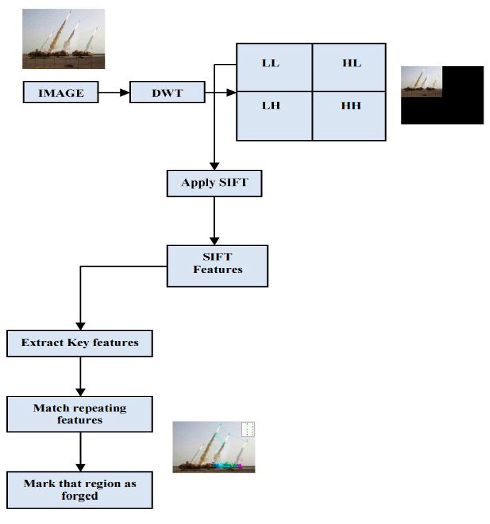 IMAGE
DWT
LL
HL
LH
HH
Apply SIFT
SIFT
Features
Extract Key features
Match repeating
features
Mark that region as
forged